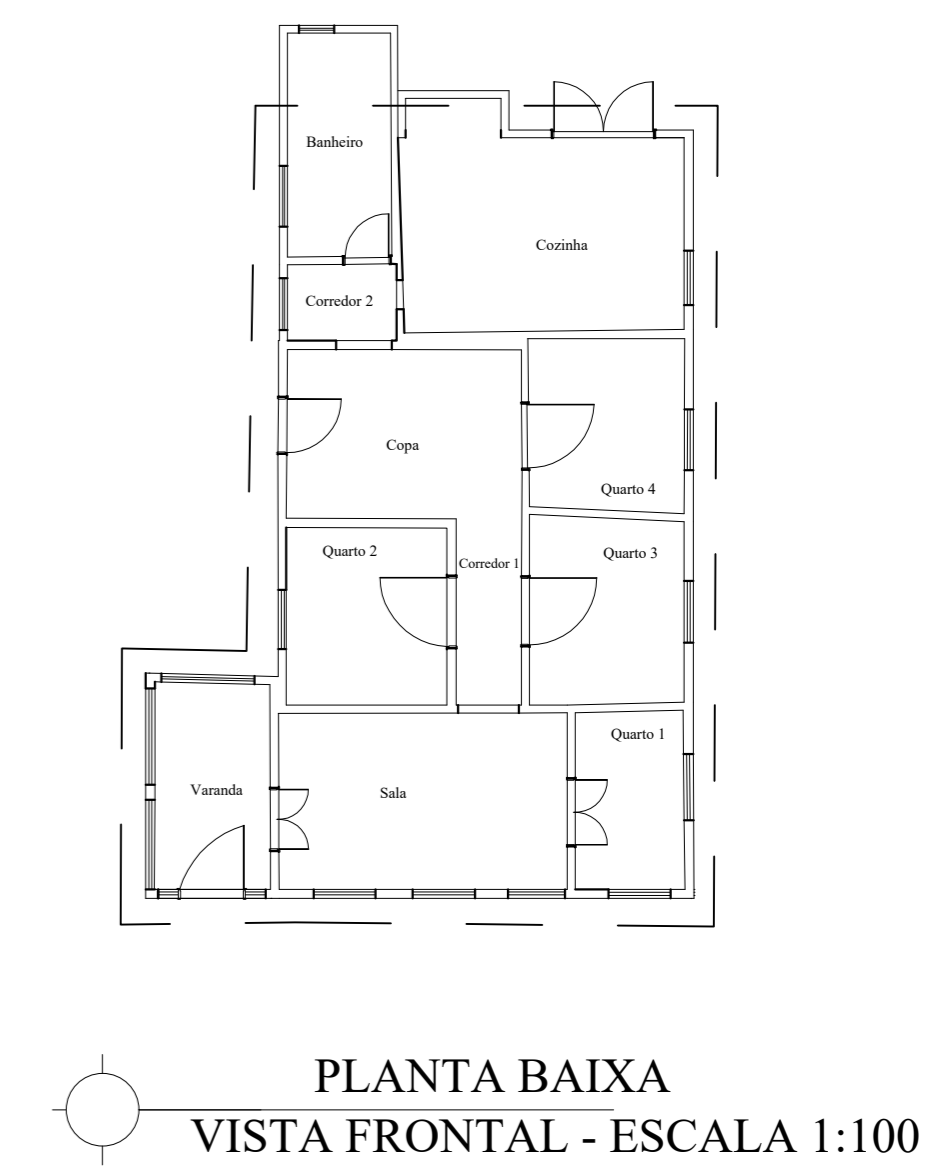 Banheiro
Cozinha
Corredor 2
Copa
Quarto 4
Quarto 2
Quarto 3
Corredor 1
Quarto 1
Varanda
Sala
PLANTA BAIXA
VISTA FRONTAL - ESCALA 1:100